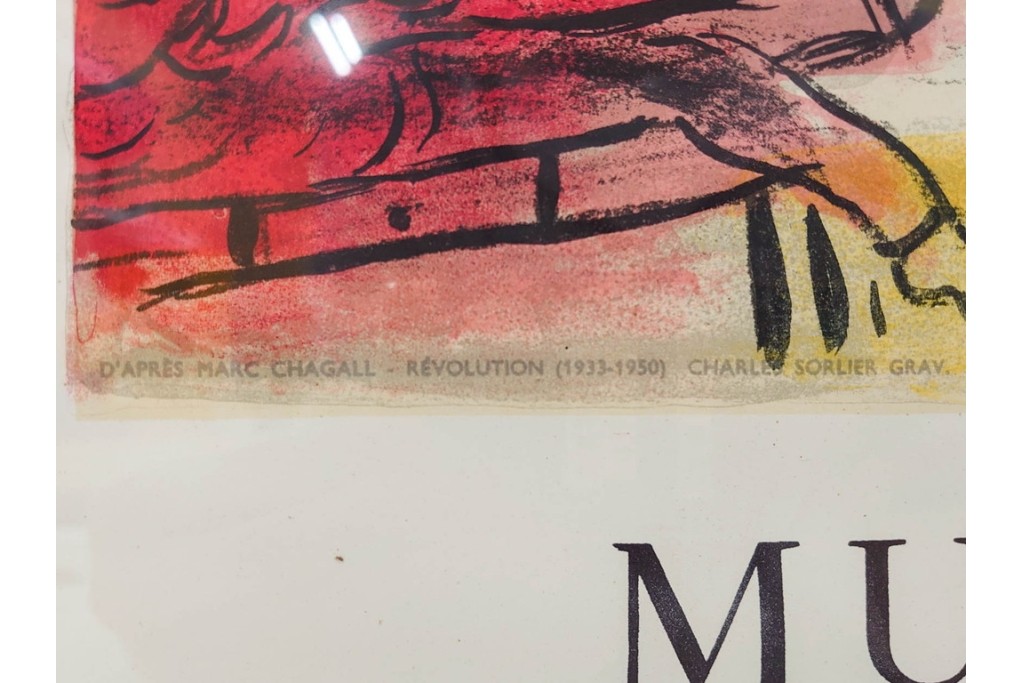 D'APRÈS MARC CHAGALL - RÉVOLUTION (1933-1950) CHARLES SORLIER GRAV.
MU